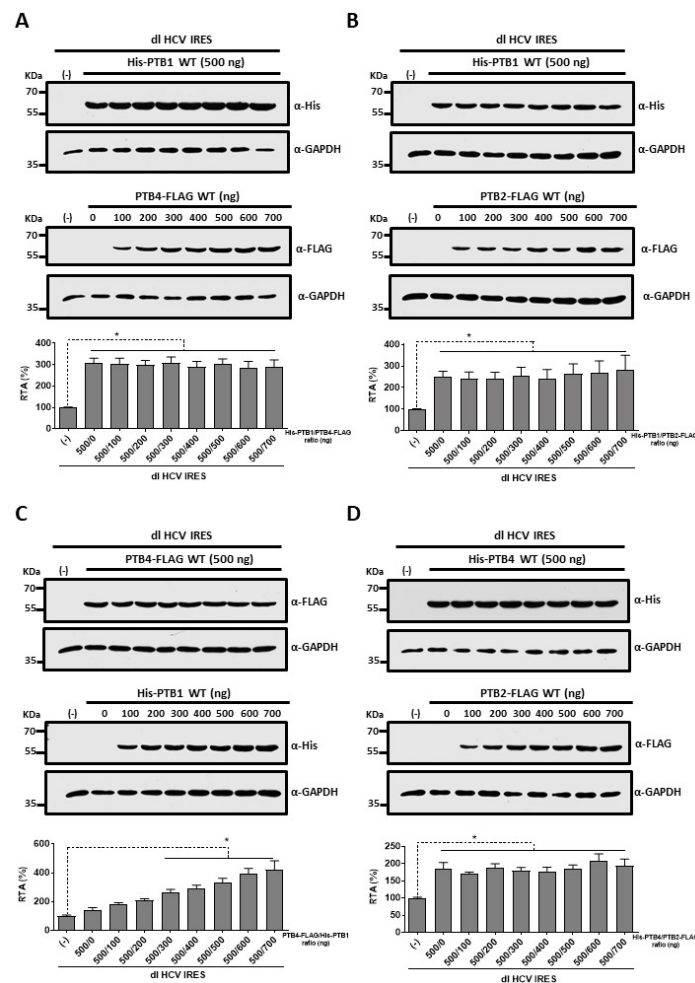 A
dl HCV IRES
His-PTB1 WT (500 ng)
KDa
(-)
70
55
α-His
35
α-GAPDH
PTB4-FLAG WT (ng)
KDa
(-) 0 100 200 300 400 500 600 700
70
55
α-FLAG
35
α-GAPDH
*
RTA (%)
400
300
200
100
0
(-) 500/0 500/100 500/200 500/300 500/400 500/500 500/600 500/700
His-PTB1/PTB4-FLAG
ratio (ng)
dl HCV IRES
B
dl HCV IRES
His-PTB1 WT (500 ng)
KDa
(-)
70
55
α-His
35
α-GAPDH
PTB2-FLAG WT (ng)
KDa
(-) 0 100 200 300 400 500 600 700
70
55
α-FLAG
35
α-GAPDH
*
RTA (%)
400
300
200
100
0
(-) 500/0 500/100 500/200 500/300 500/400 500/500 500/600 500/700
His-PTB1/PTB2-FLAG
ratio (ng)
dl HCV IRES
C
dl HCV IRES
PTB4-FLAG WT (500 ng)
KDa
(-)
70
55
α-FLAG
35
α-GAPDH
His-PTB1 WT (ng)
KDa
(-) 0 100 200 300 400 500 600 700
70
55
α-His
35
α-GAPDH
*
RTA (%)
600
400
200
0
(-) 500/0 500/100 500/200 500/300 500/400 500/500 500/600 500/700
PTB4-FLAG/His-PTB1
ratio (ng)
dl HCV IRES
D
dl HCV IRES
His-PTB4 WT (500 ng)
KDa
(-)
70
55
α-His
35
α-GAPDH
PTB2-FLAG WT (ng)
KDa
(-) 0 100 200 300 400 500 600 700
70
55
α-FLAG
35
α-GAPDH
*
RTA (%)
250
200
150
100
50
0
(-) 500/0 500/100 500/200 500/300 500/400 500/500 500/600 500/700
His-PTB4/PTB2-FLAG
ratio (ng)
dl HCV IRES